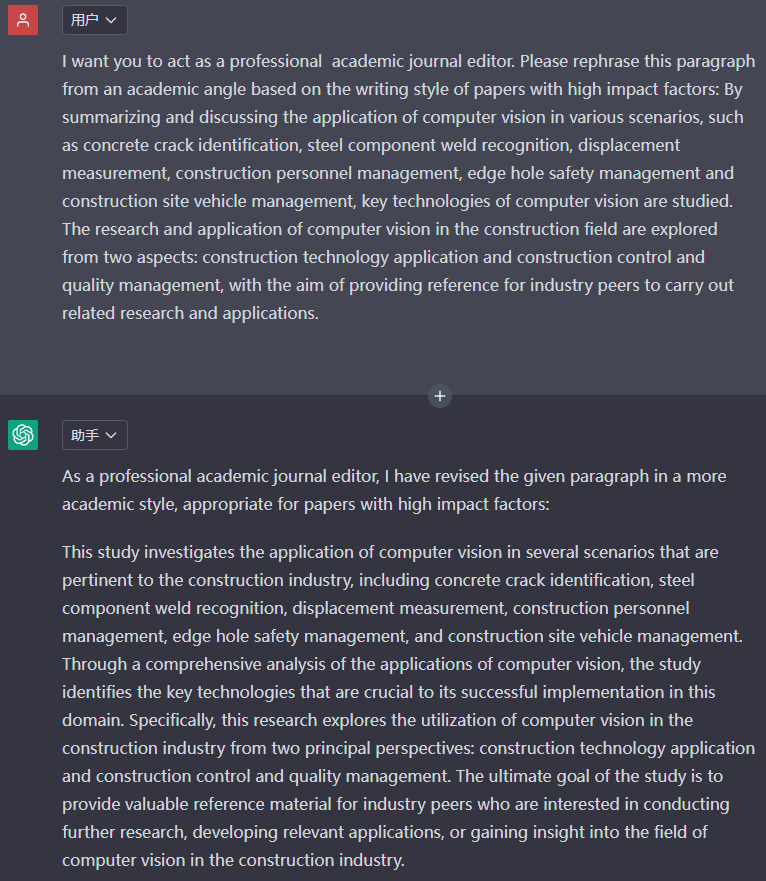 用户
I want you to act as a professional  academic journal editor. Please rephrase this paragraph
from an academic angle based on the writing style of papers with high impact factors: By
summarizing and discussing the application of computer vision in various scenarios, such
as concrete crack identification, steel component weld recognition, displacement
measurement, construction personnel management, edge hole safety management and
construction site vehicle management, key technologies of computer vision are studied.
The research and application of computer vision in the construction field are explored
from two aspects: construction technology application and construction control and
quality management, with the aim of providing reference for industry peers to carry out
related research and applications.
助手
As a professional academic journal editor, I have revised the given paragraph in a more
academic style, appropriate for papers with high impact factors:
This study investigates the application of computer vision in several scenarios that are
pertinent to the construction industry, including concrete crack identification, steel
component weld recognition, displacement measurement, construction personnel
management, edge hole safety management, and construction site vehicle management.
Through a comprehensive analysis of the applications of computer vision, the study
identifies the key technologies that are crucial to its successful implementation in this
domain. Specifically, this research explores the utilization of computer vision in the
construction industry from two principal perspectives: construction technology application
and construction control and quality management. The ultimate goal of the study is to
provide valuable reference material for industry peers who are interested in conducting
further research, developing relevant applications, or gaining insight into the field of
computer vision in the construction industry.